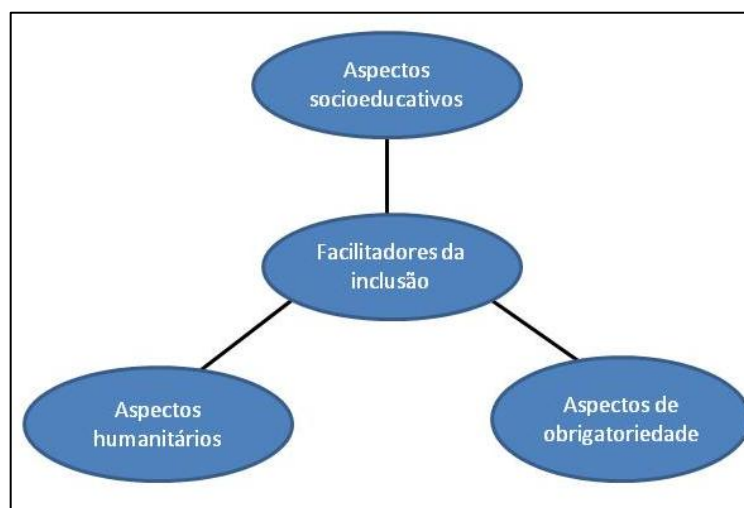 Aspectos
socioeducativos
Facilitadores da
inclusão
Aspectos
humanitários
Aspectos de
obrigatoriedade